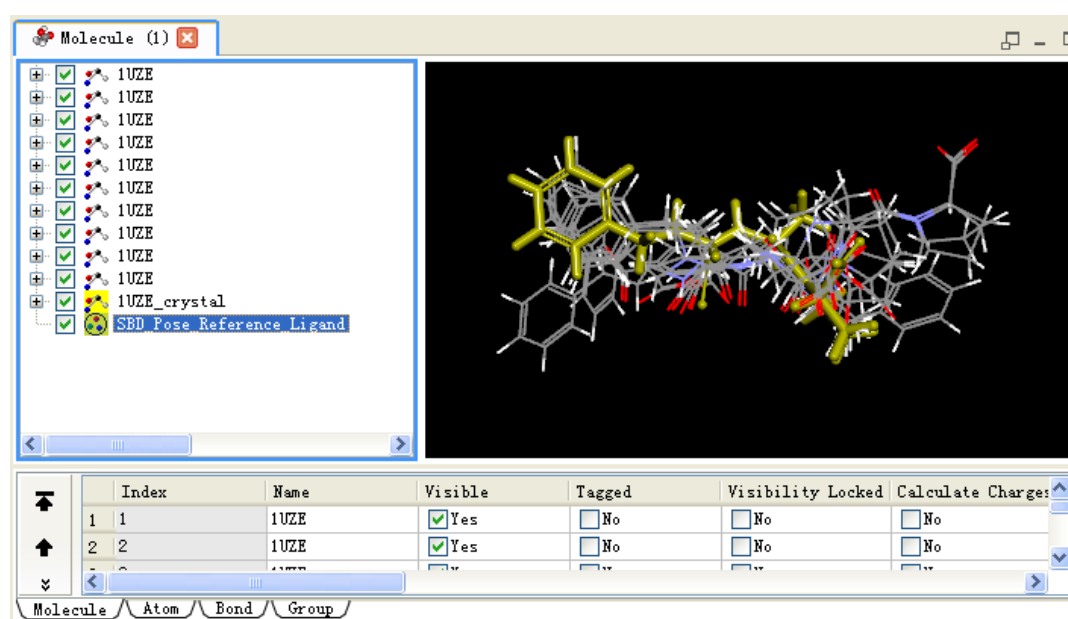 Molecule (1)
1UZE
1UZE
1UZE
1UZE
1UZE
1UZE
1UZE
1UZE
1UZE
1UZE
1UZE_crystal
SBD_Pose_Reference_Ligand
Index Name Visible Tagged Visibility Locked Calculate Charges
1 1 1UZE Yes No No No
2 2 1UZE Yes No No No
Molecule Atom Bond Group